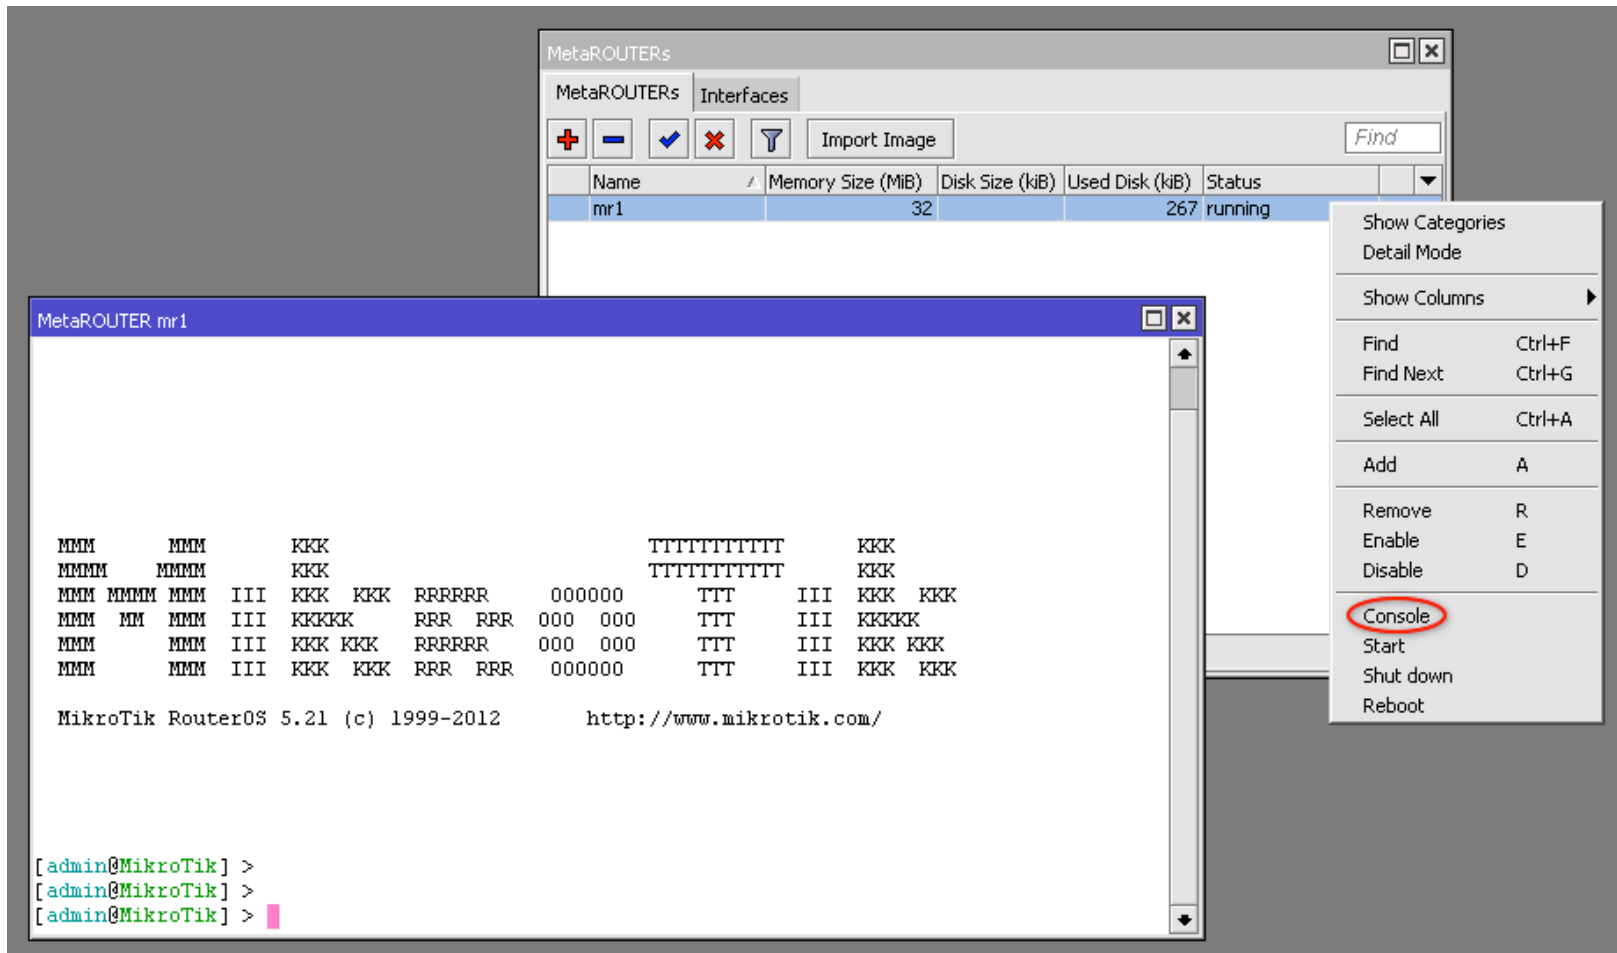 MetaROUTERs
MetaROUTERs Interfaces
Import Image Find
Name Memory Size (MiB) Disk Size (kiB) Used Disk (kiB) Status
mr1 32 267 running
Show Categories
Detail Mode
Show Columns
Find Ctrl+F
Find Next Ctrl+G
Select All Ctrl+A
Add A
Remove R
Enable E
Disable D
Console
Start
Shut down
Reboot
MetaROUTER mr1
MMM      MMM       KKK                          TTTTTTTTTTT      KKK
MMMM    MMMM       KKK                          TTTTTTTTTTT      KKK
MMM MMMM MMM  III  KKK  KKK  RRRRRR     000000      TTT     III  KKK  KKK
MMM  MM  MMM  III  KKKKK     RRR  RRR  000  000     TTT     III  KKKKK
MMM      MMM  III  KKK KKK   RRRRRR    000  000     TTT     III  KKK KKK
MMM      MMM  III  KKK  KKK  RRR  RRR   000000      TTT     III  KKK  KKK
MikroTik RouterOS 5.21 (c) 1999-2012       http://www.mikrotik.com/
[admin@MikroTik] >
[admin@MikroTik] >
[admin@MikroTik] >